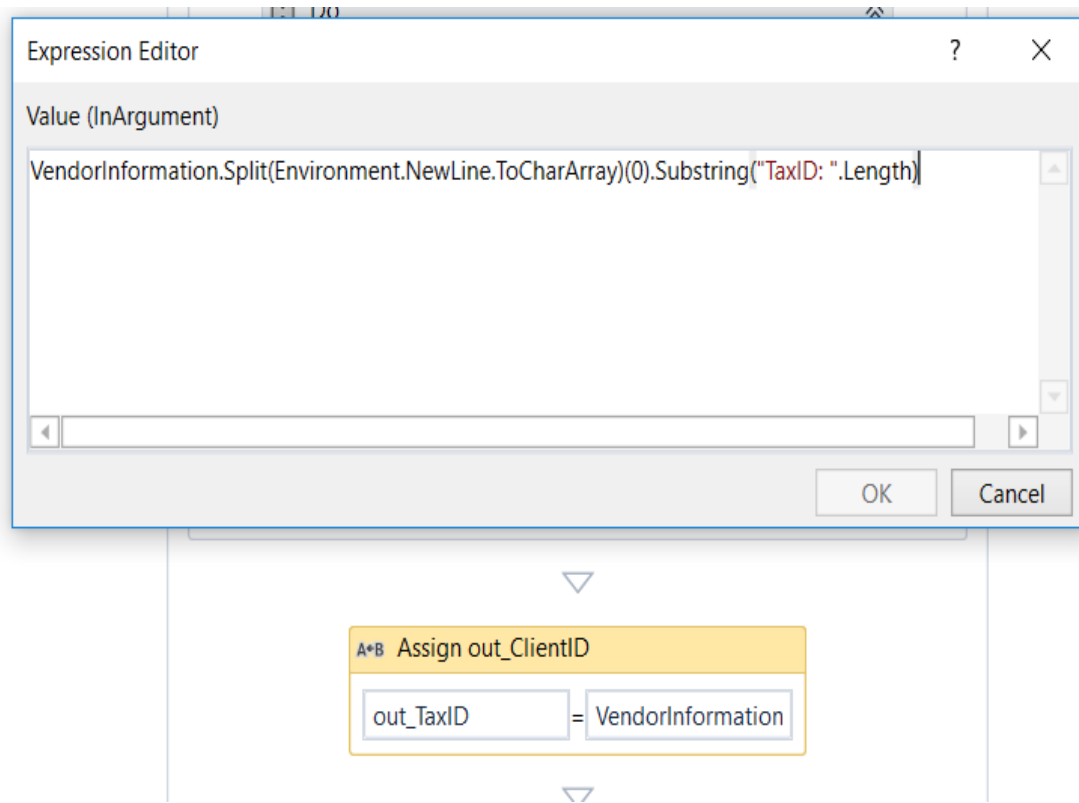 Do
Expression Editor
?
Value (InArgument)
VendorInformation.Split(Environment.NewLine.ToCharArray)(0).Substring("TaxID: ".Length)
OK Cancel
A B Assign out_ClientID
out_TaxID = VendorInformation